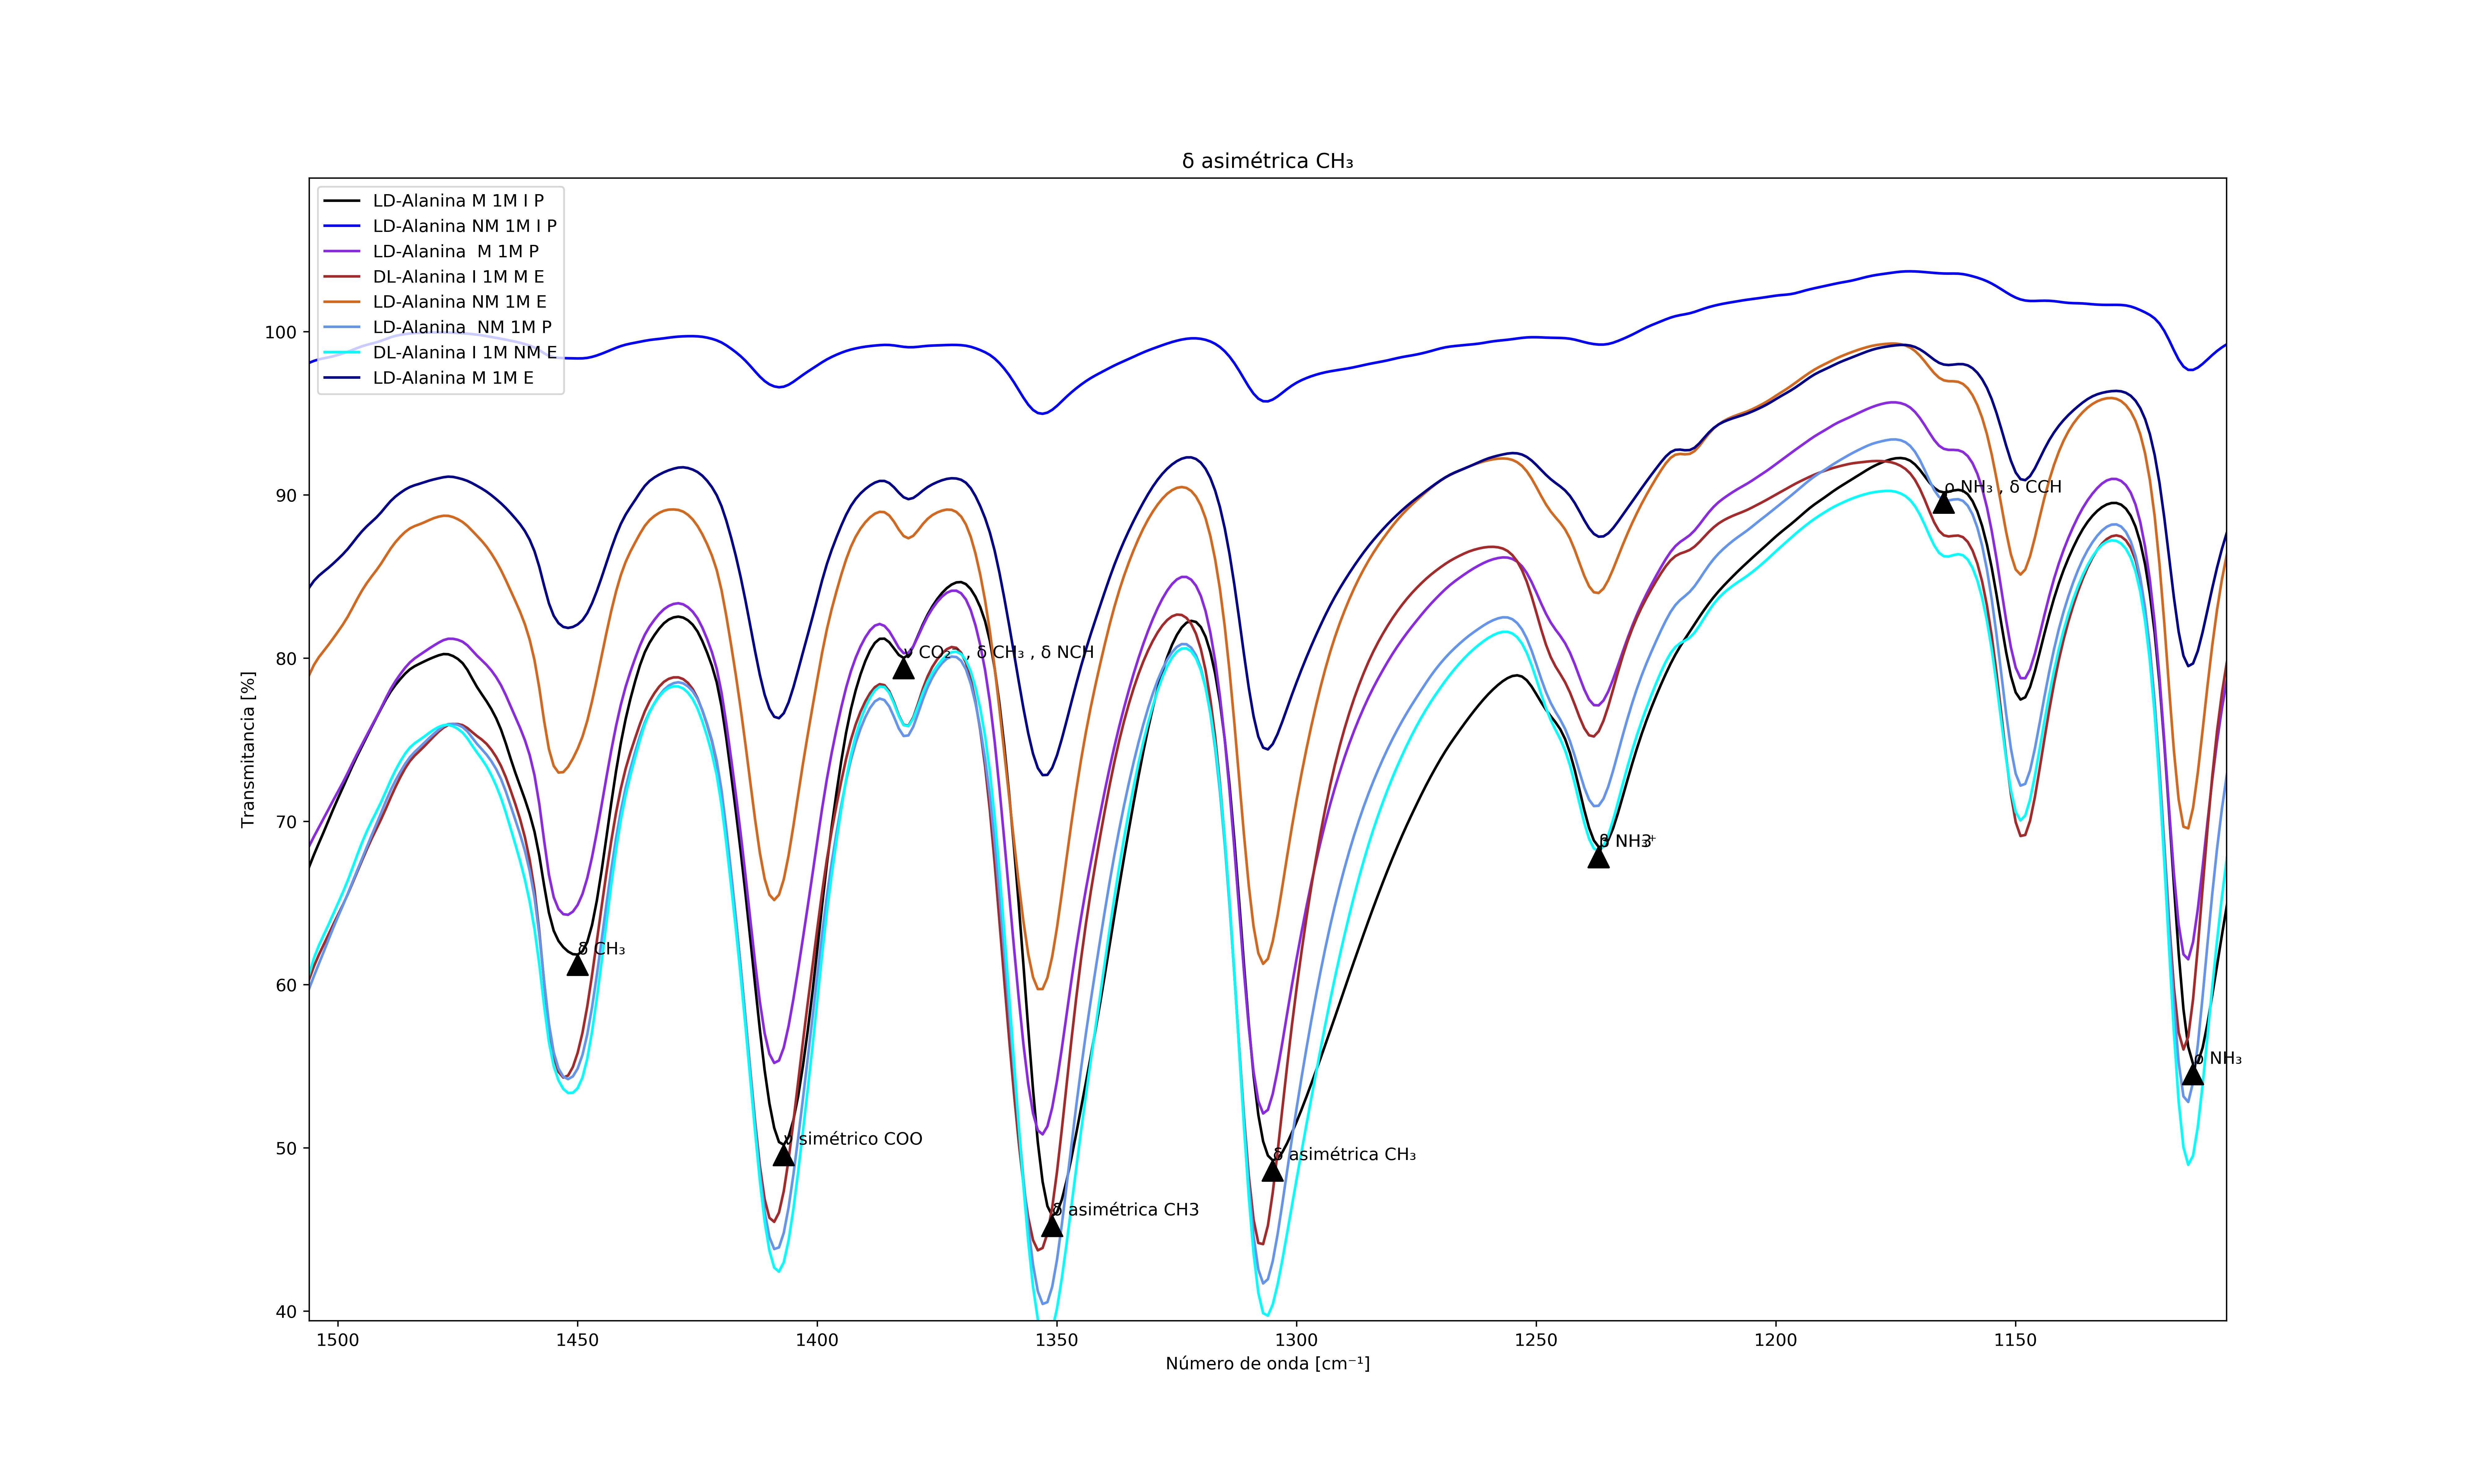 δ asimétrica CH₃
LD-Alanina M 1M I P
LD-Alanina NM 1M I P
LD-Alanina  M 1M P
DL-Alanina I 1M M E
LD-Alanina NM 1M E
LD-Alanina  NM 1M P
DL-Alanina I 1M NM E
LD-Alanina M 1M E
100
90
80
70
60
50
40
Transmitancia [%]
ρ NH₃ , δ CCH
ν CO₂⁻ , δ CH₃ , δ NCH
NH3⁺
δ CH₃
ρ NH₃
ν simétrico COO
δ asimétrica CH₃
δ asimétrica CH3
1500
1450
1400
1350
1300
1250
1200
1150
Número de onda [cm⁻¹]